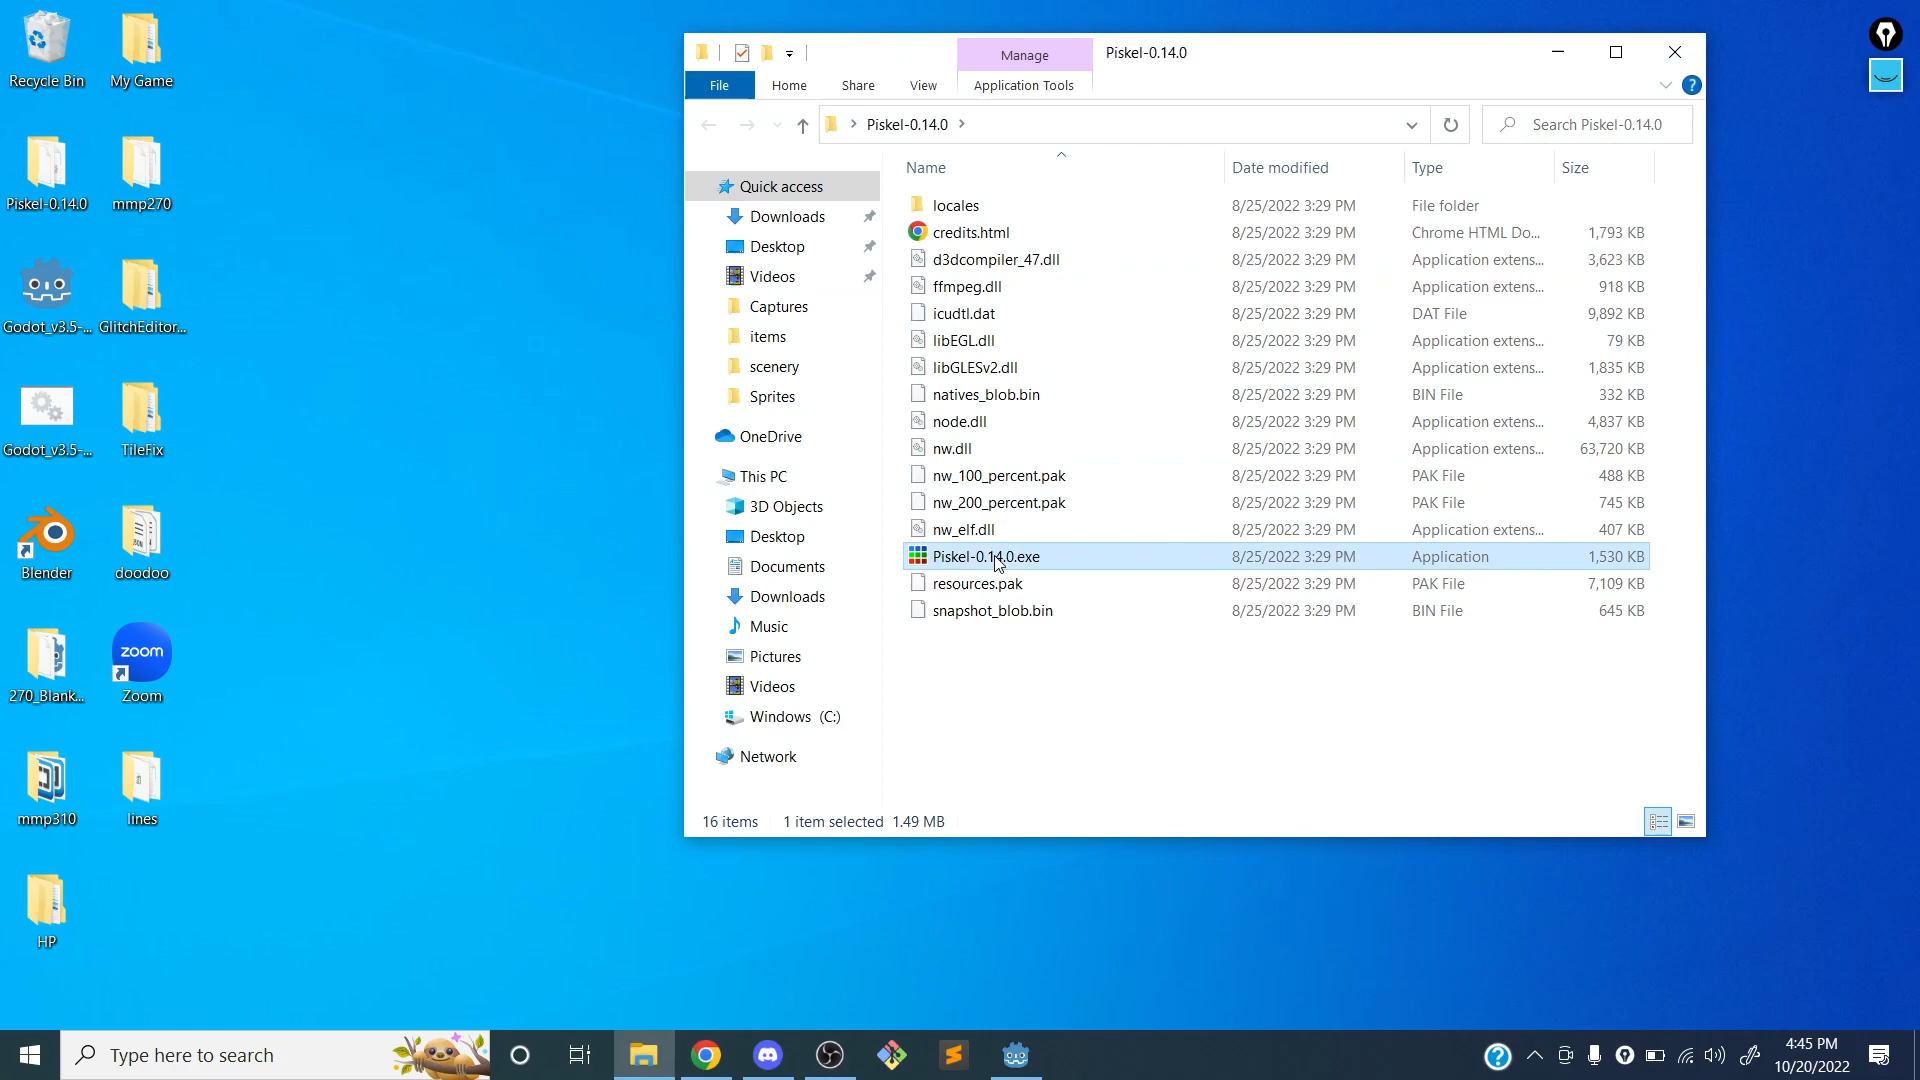 Recycle Bin
My Game
Piskel-0.14.0
mmp270
Godot_v3.5-...
GlitchEditor...
Godot_v3.5-...
TileFix
Blender
doodoo
270_Blank...
zoom
Zoom
mmp310
lines
HP
Manage
Piskel-0.14.0
File
Home
Share
View
Application Tools
?
Piskel-0.14.0
Search Piskel-0.14.0
Quick access
Downloads
Desktop
Videos
Captures
items
scenery
Sprites
OneDrive
This PC
3D Objects
Desktop
Documents
Downloads
Music
Pictures
Videos
Windows (C:)
Network
Name Date modified Type Size
locales 8/25/2022 3:29 PM File folder
credits.html 8/25/2022 3:29 PM Chrome HTML Do... 1,793 KB
d3dcompiler_47.dll 8/25/2022 3:29 PM Application extens... 3,623 KB
ffmpeg.dll 8/25/2022 3:29 PM Application extens... 918 KB
icudtl.dat 8/25/2022 3:29 PM DAT File 9,892 KB
libEGL.dll 8/25/2022 3:29 PM Application extens... 79 KB
libGLESv2.dll 8/25/2022 3:29 PM Application extens... 1,835 KB
natives_blob.bin 8/25/2022 3:29 PM BIN File 332 KB
node.dll 8/25/2022 3:29 PM Application extens... 4,837 KB
nw.dll 8/25/2022 3:29 PM Application extens... 63,720 KB
nw_100_percent.pak 8/25/2022 3:29 PM PAK File 488 KB
nw_200_percent.pak 8/25/2022 3:29 PM PAK File 745 KB
nw_elf.dll 8/25/2022 3:29 PM Application extens... 407 KB
Piskel-0.14.0.exe 8/25/2022 3:29 PM Application 1,530 KB
resources.pak 8/25/2022 3:29 PM PAK File 7,109 KB
snapshot_blob.bin 8/25/2022 3:29 PM BIN File 645 KB
16 items 1 item selected 1.49 MB
Type here to search
?
4:45 PM
10/20/2022